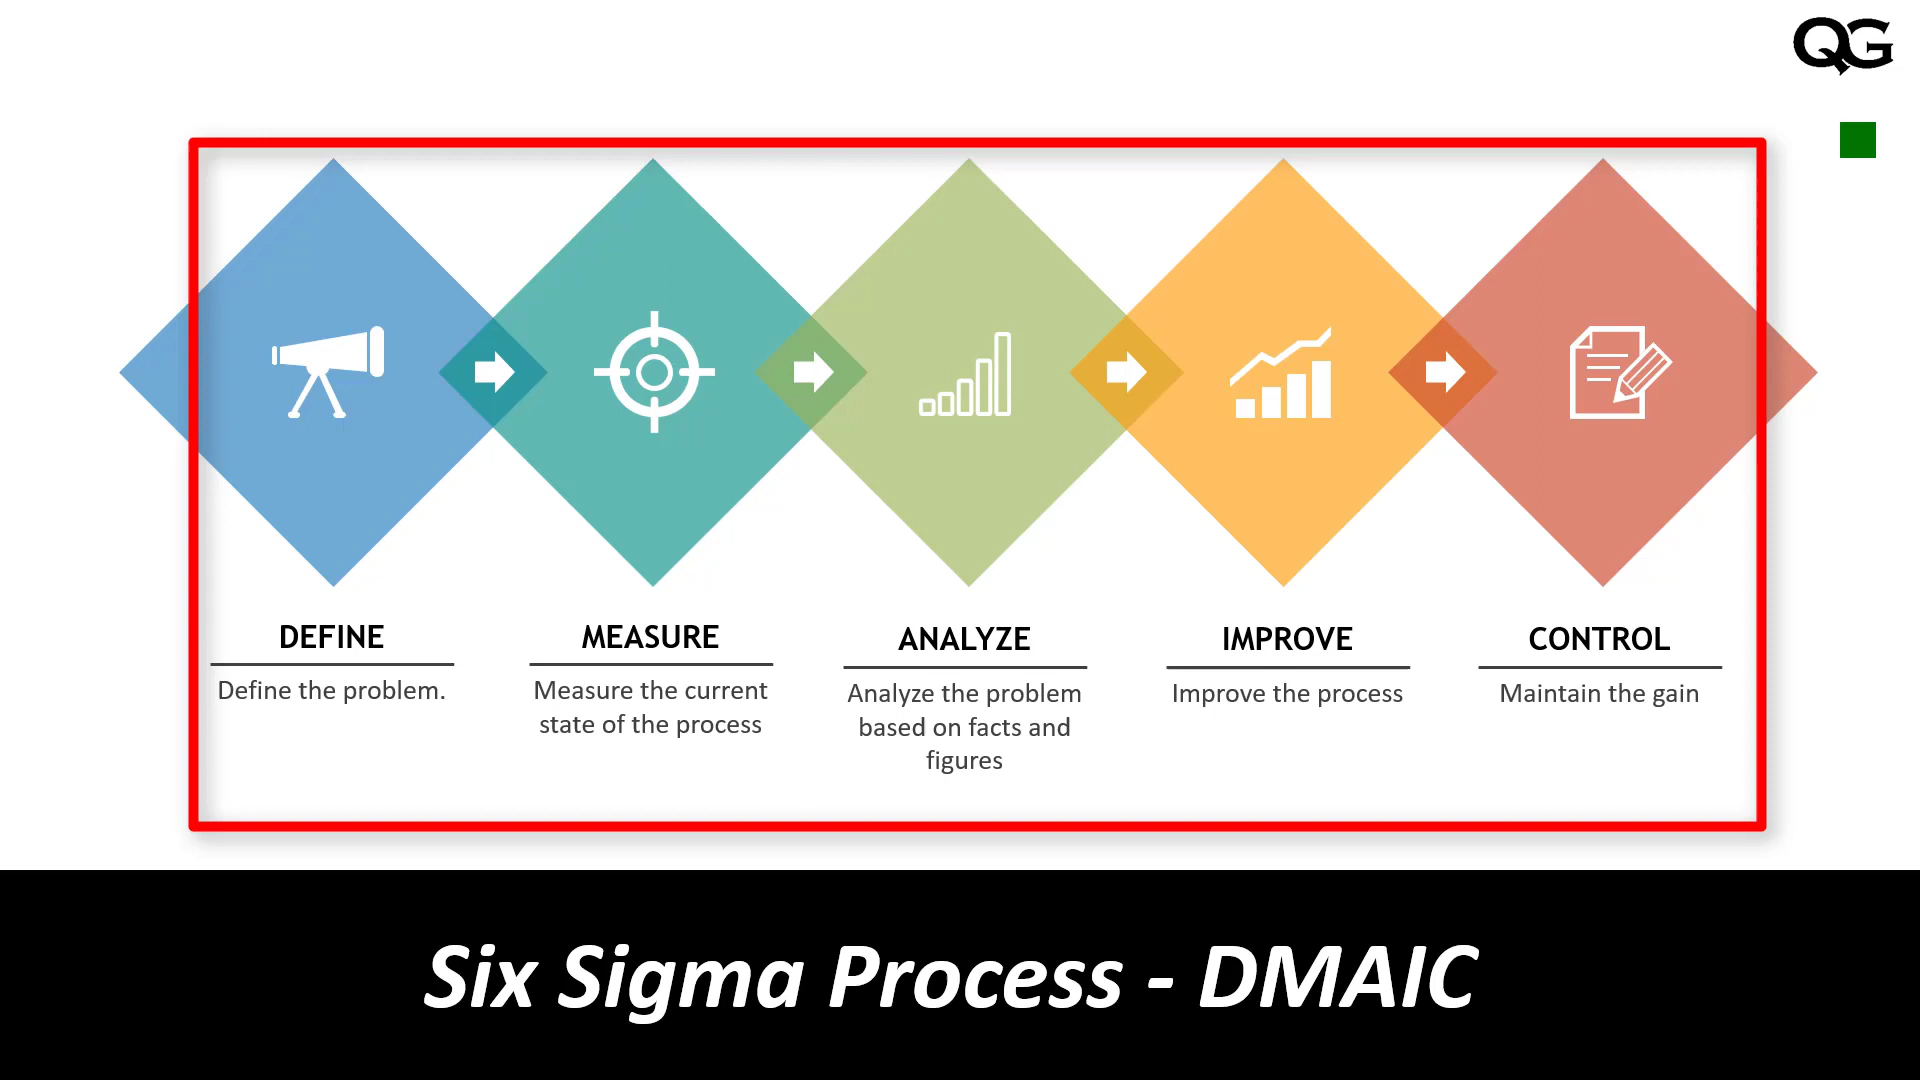 QG
DEFINE
Define the problem.
MEASURE
Measure the current
state of the process
ANALYZE
Analyze the problem
based on facts and
figures
IMPROVE
Improve the process
CONTROL
Maintain the gain
Six Sigma Process - DMAIC